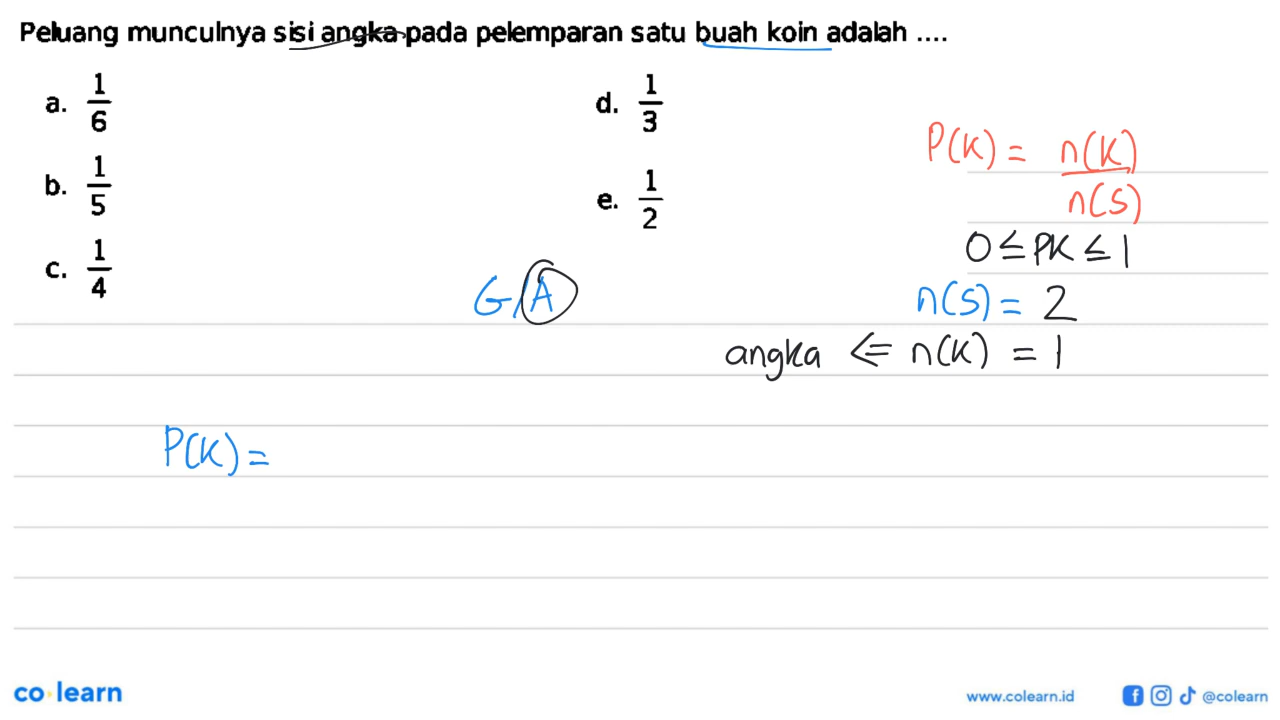 Peluang munculnya sisi angka pada pelemparan satu buah koin adalah ....
a. 1/6
b. 1/5
c. 1/4
d. 1/3
e. 1/2
P(K) = n(K)/n(S)
0 ≤ PK ≤ 1
G/A
n(S) = 2
angka ⇐ n(K) = 1
P(K) =
co learn
www.colearn.id
@colearn